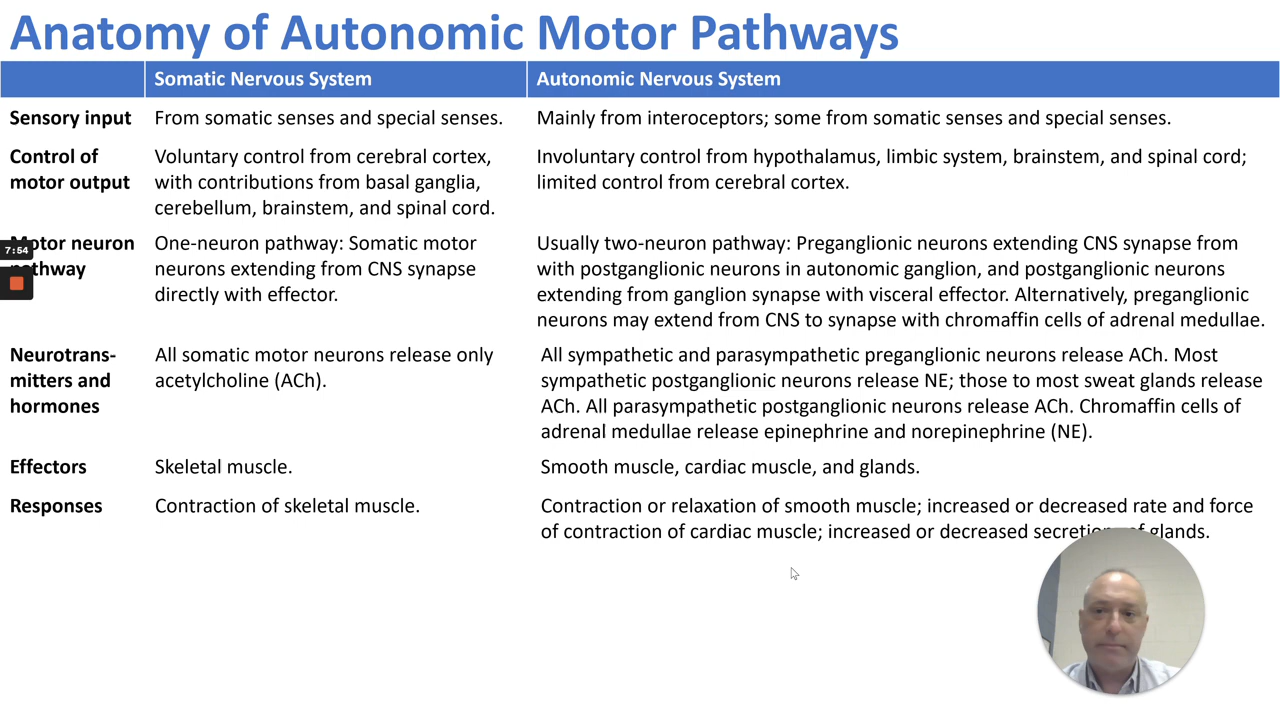 Anatomy of Autonomic Motor Pathways
Somatic Nervous System
Autonomic Nervous System
Sensory input
From somatic senses and special senses.
Mainly from interoceptors; some from somatic senses and special senses.
Control of
motor output
Voluntary control from cerebral cortex,
with contributions from basal ganglia,
cerebellum, brainstem, and spinal cord.
Involuntary control from hypothalamus, limbic system, brainstem, and spinal cord;
limited control from cerebral cortex.
Motor neuron
pathway
7:54
One-neuron pathway: Somatic motor
neurons extending from CNS synapse
directly with effector.
Usually two-neuron pathway: Preganglionic neurons extending CNS synapse from
with postganglionic neurons in autonomic ganglion, and postganglionic neurons
extending from ganglion synapse with visceral effector. Alternatively, preganglionic
neurons may extend from CNS to synapse with chromaffin cells of adrenal medullae.
Neurotrans-
mitters and
hormones
All somatic motor neurons release only
acetylcholine (ACh).
All sympathetic and parasympathetic preganglionic neurons release ACh. Most
sympathetic postganglionic neurons release NE; those to most sweat glands release
ACh. All parasympathetic postganglionic neurons release ACh. Chromaffin cells of
adrenal medullae release epinephrine and norepinephrine (NE).
Effectors
Skeletal muscle.
Smooth muscle, cardiac muscle, and glands.
Responses
Contraction of skeletal muscle.
Contraction or relaxation of smooth muscle; increased or decreased rate and force
of contraction of cardiac muscle; increased or decreased secretions of glands.